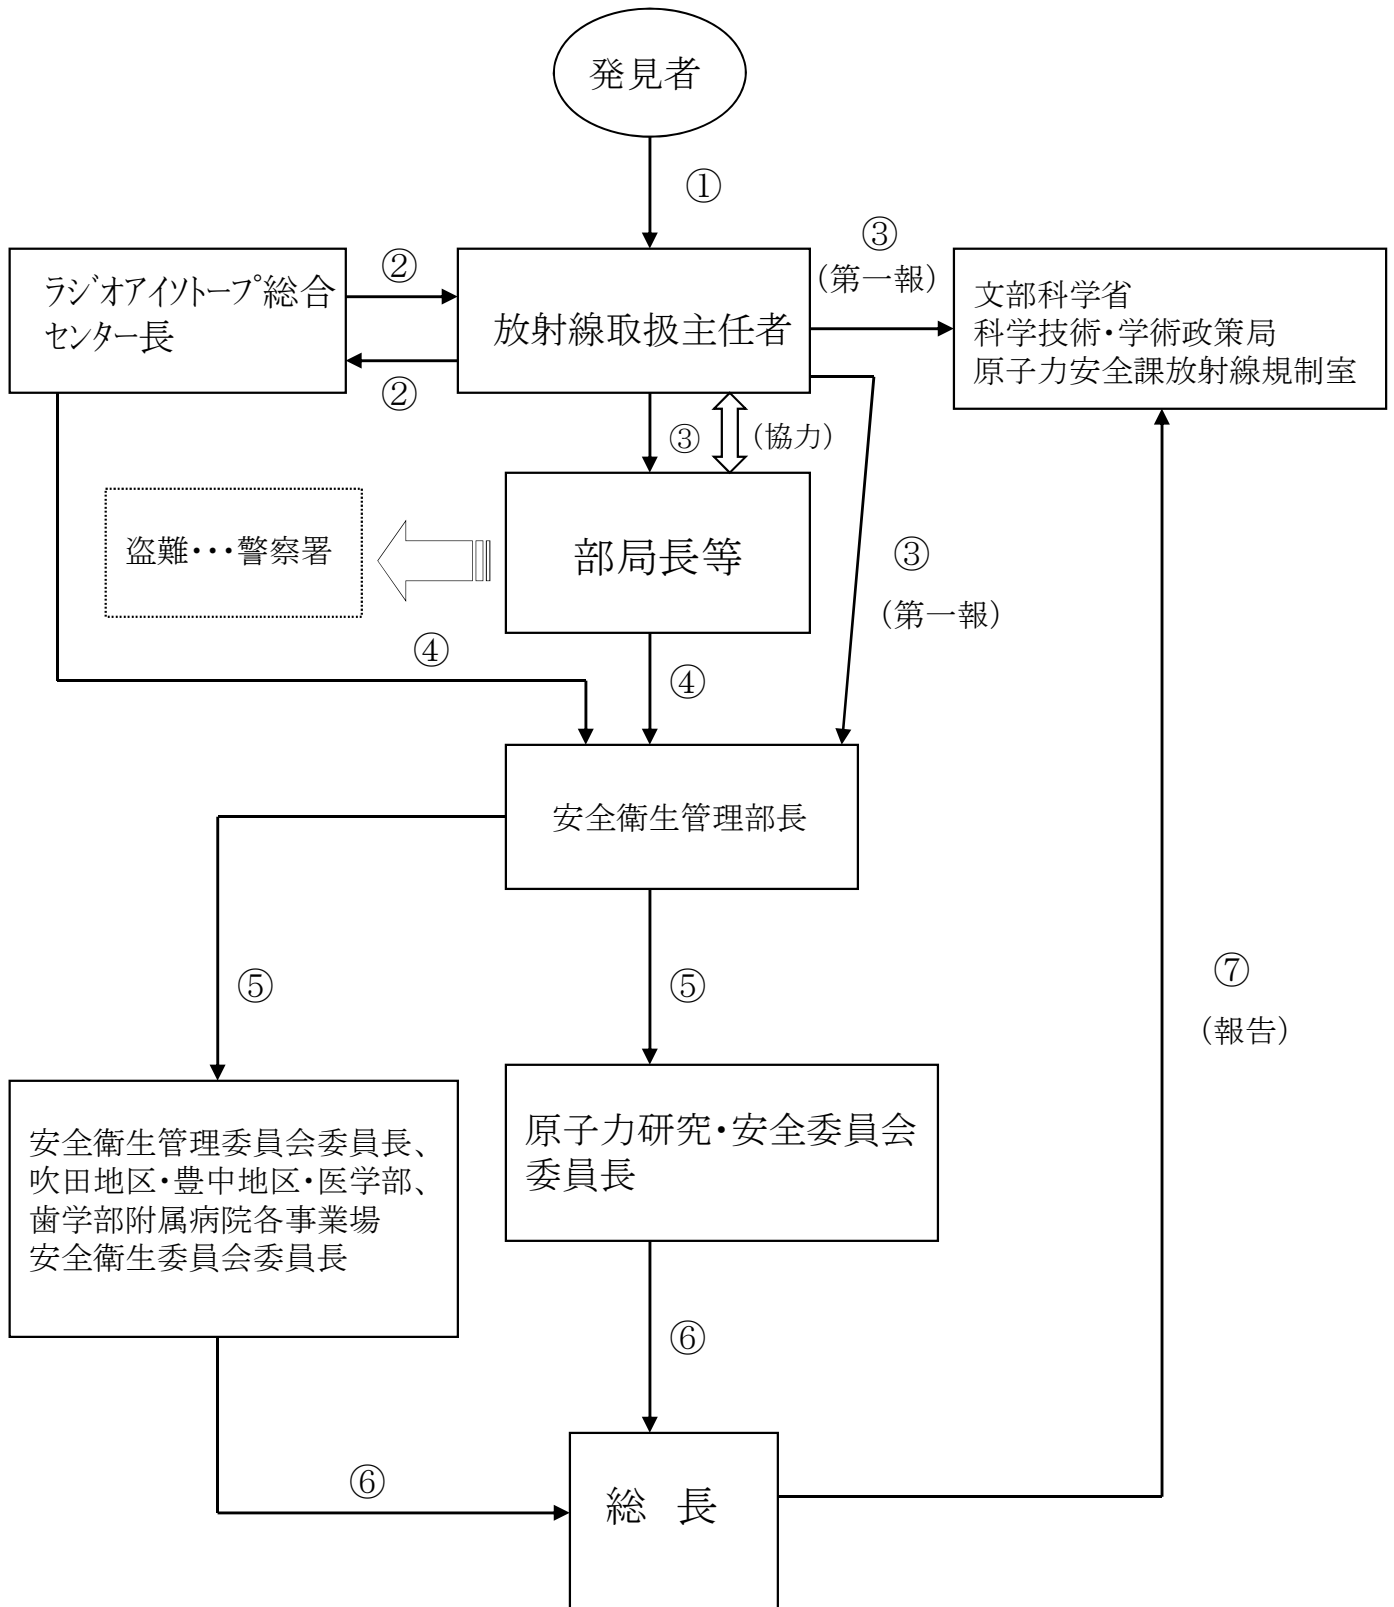 発見者
①
②
③
(第一報)
ラジオアイソトープ総合
センター長
放射線取扱主任者
文部科学省
科学技術・学術政策局
原子力安全課放射線規制室
②
③
(協力)
盗難・・・警察署
部局長等
③
(第一報)
④
④
安全衛生管理部長
⑤
⑤
⑦
(報告)
安全衛生管理委員会委員長、
吹田地区・豊中地区・医学部、
歯学部附属病院各事業場
安全衛生委員会委員長
原子力研究・安全委員会
委員長
⑥
⑥
総 長